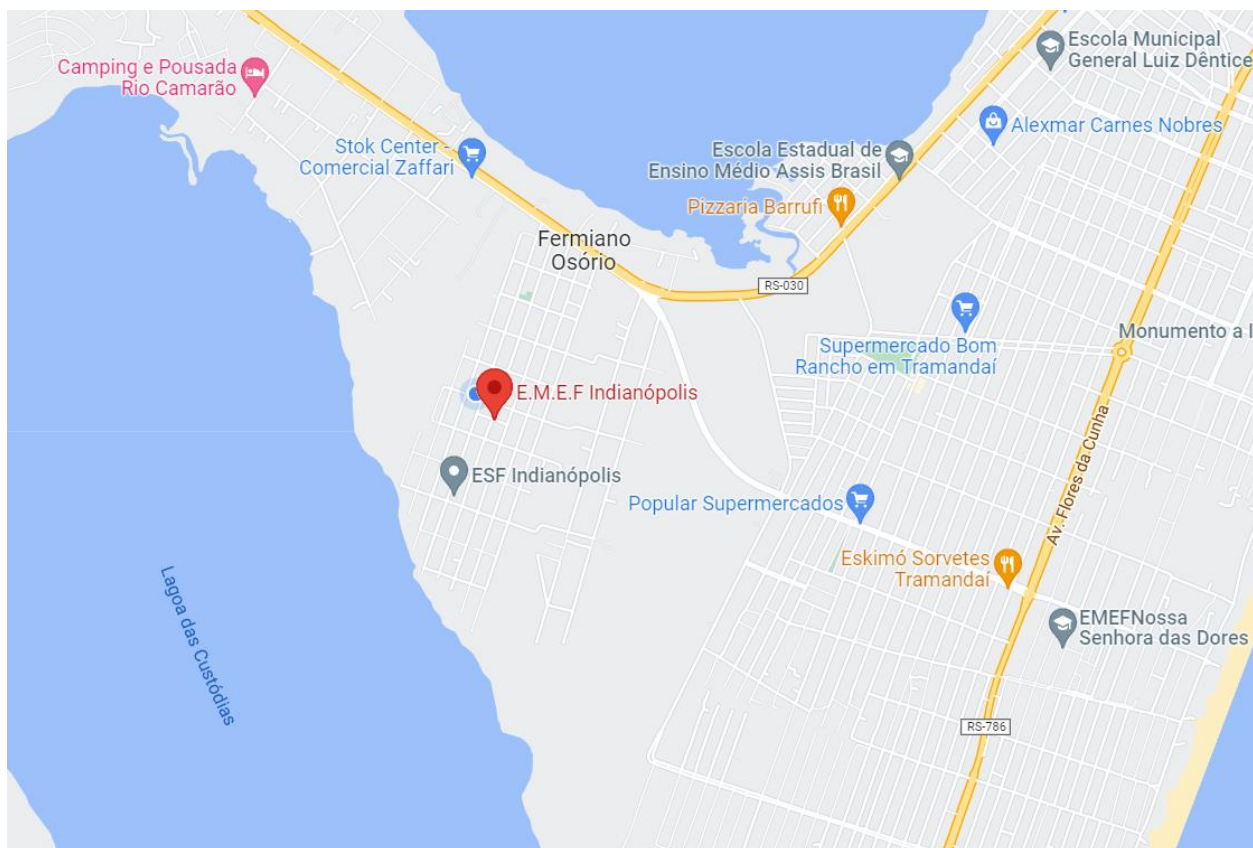 Escola Municipal
General Luiz Dêntice
Camping e Pousada
Rio Camarão
Alexmar Carnes Nobres
Stok Center -
Comercial Zaffari
Escola Estadual de
Ensino Médio Assis Brasil
Pizzaria Barrufi
Fermiano
Osório
RS-030
Monumento a I
Supermercado Bom
Rancho em Tramandaí
E.M.E.F Indianópolis
Av. Flores da Cunha
ESF Indianópolis
Popular Supermercados
Eskimó Sorvetes
Tramandaí
Lagoa das Custódias
EMEFNossa
Senhora das Dores
RS-786